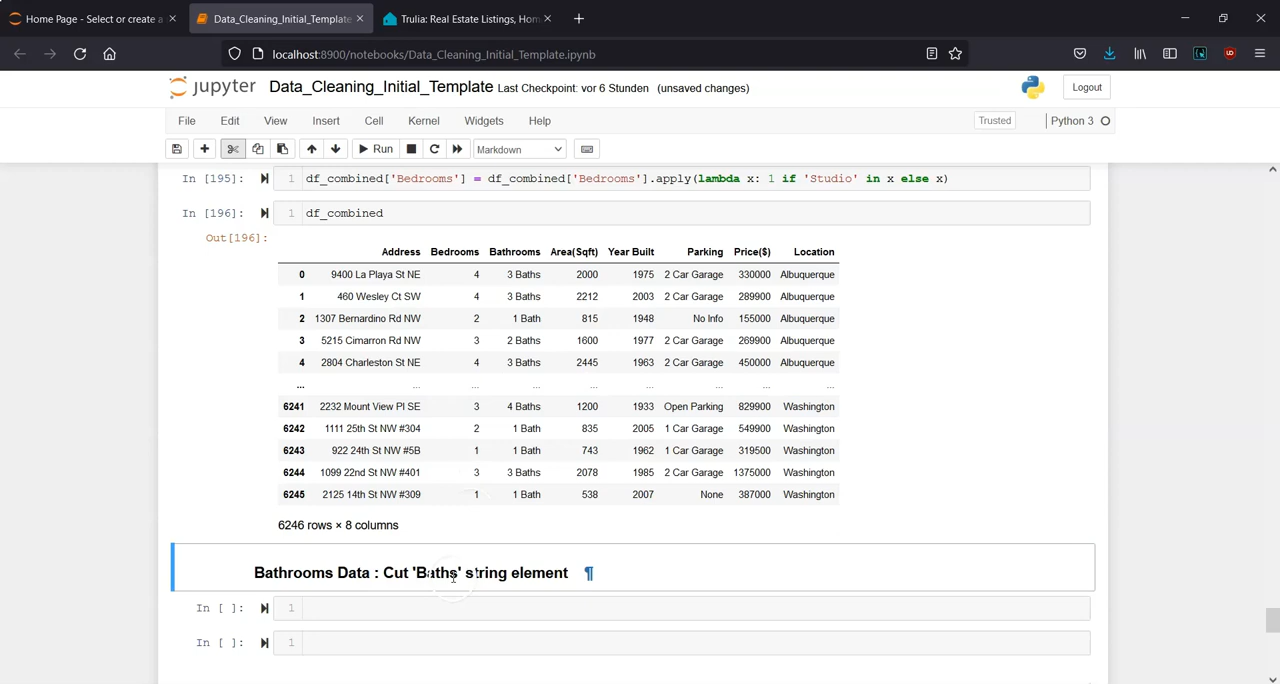 Home Page - Select or create a
Data_Cleaning_Initial_Template
Trulia: Real Estate Listings, Hom
localhost:8900/notebooks/Data_Cleaning_Initial_Template.ipynb
jupyter Data_Cleaning_Initial_Template Last Checkpoint: vor 6 Stunden (unsaved changes)
Logout
File Edit View Insert Cell Kernel Widgets Help
Trusted Python 3
Run Markdown
In [195]: 1 df_combined['Bedrooms'] = df_combined['Bedrooms'].apply(lambda x: 1 if 'Studio' in x else x)
In [196]: 1 df_combined
Out[196]:
Address Bedrooms Bathrooms Area(Sqft) Year Built Parking Price($) Location
0 9400 La Playa St NE 4 3 Baths 2000 1975 2 Car Garage 330000 Albuquerque
1 460 Wesley Ct SW 4 3 Baths 2212 2003 2 Car Garage 289900 Albuquerque
2 1307 Bernardino Rd NW 2 1 Bath 815 1948 No Info 155000 Albuquerque
3 5215 Cimarron Rd NW 3 2 Baths 1600 1977 2 Car Garage 269900 Albuquerque
4 2804 Charleston St NE 4 3 Baths 2445 1963 2 Car Garage 450000 Albuquerque
... ... ... ... ... ... ... ... ...
6241 2232 Mount View Pl SE 3 4 Baths 1200 1933 Open Parking 829900 Washington
6242 1111 25th St NW #304 2 1 Bath 835 2005 1 Car Garage 549900 Washington
6243 922 24th St NW #5B 1 1 Bath 743 1962 1 Car Garage 319500 Washington
6244 1099 22nd St NW #401 3 3 Baths 2078 1985 2 Car Garage 1375000 Washington
6245 2125 14th St NW #309 1 1 Bath 538 2007 None 387000 Washington
6246 rows × 8 columns
Bathrooms Data : Cut 'Baths' string element ¶
In [ ]: 1
In [ ]: 1